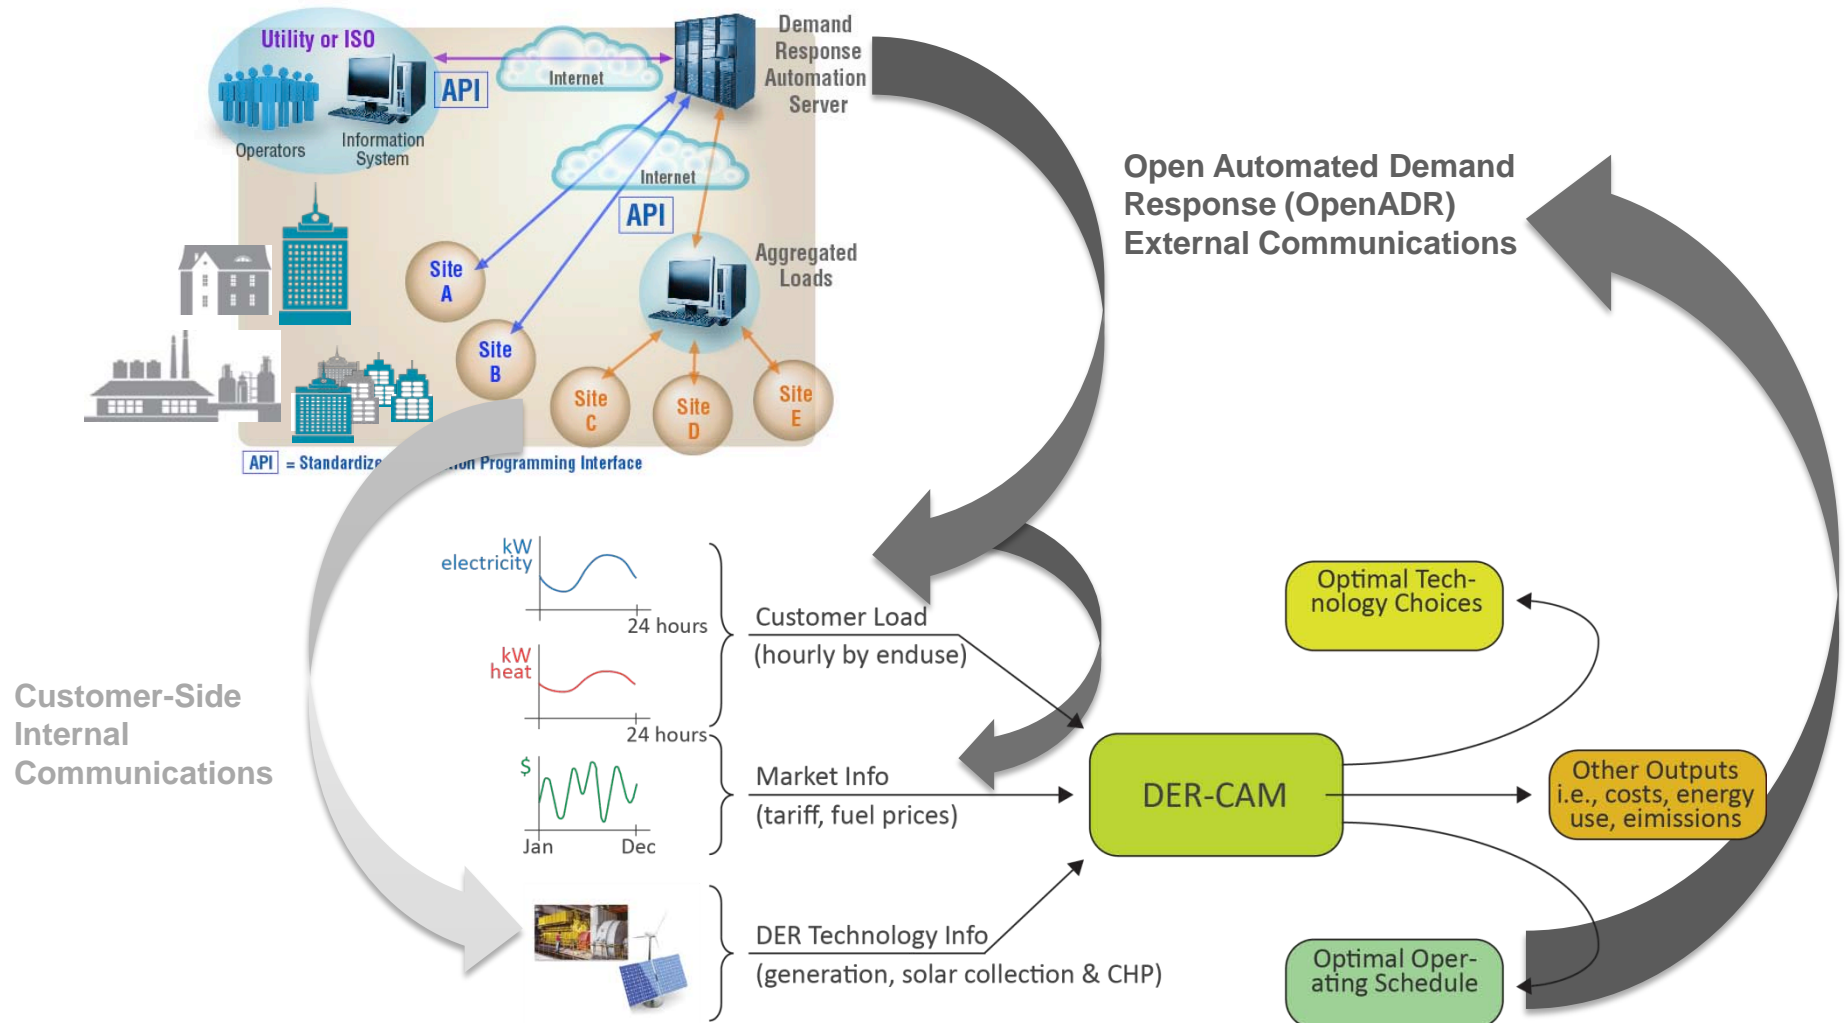 Utility or ISO
Operators
Information
System
API
Internet
Demand
Response
Automation
Server
Internet
API
Aggregated
Loads
Site
A
Site
B
Site
C
Site
D
Site
E
API = Standardize Programming Interface
Open Automated Demand
Response (OpenADR)
External Communications
Customer-Side
Internal
Communications
kW
electricity
24 hours
kW
heat
24 hours
$
Jan Dec
Customer Load
(hourly by enduse)
Market Info
(tariff, fuel prices)
DER Technology Info
(generation, solar collection & CHP)
DER-CAM
Optimal Tech-
nology Choices
Other Outputs
i.e., costs, energy
use, eimissions
Optimal Oper-
ating Schedule